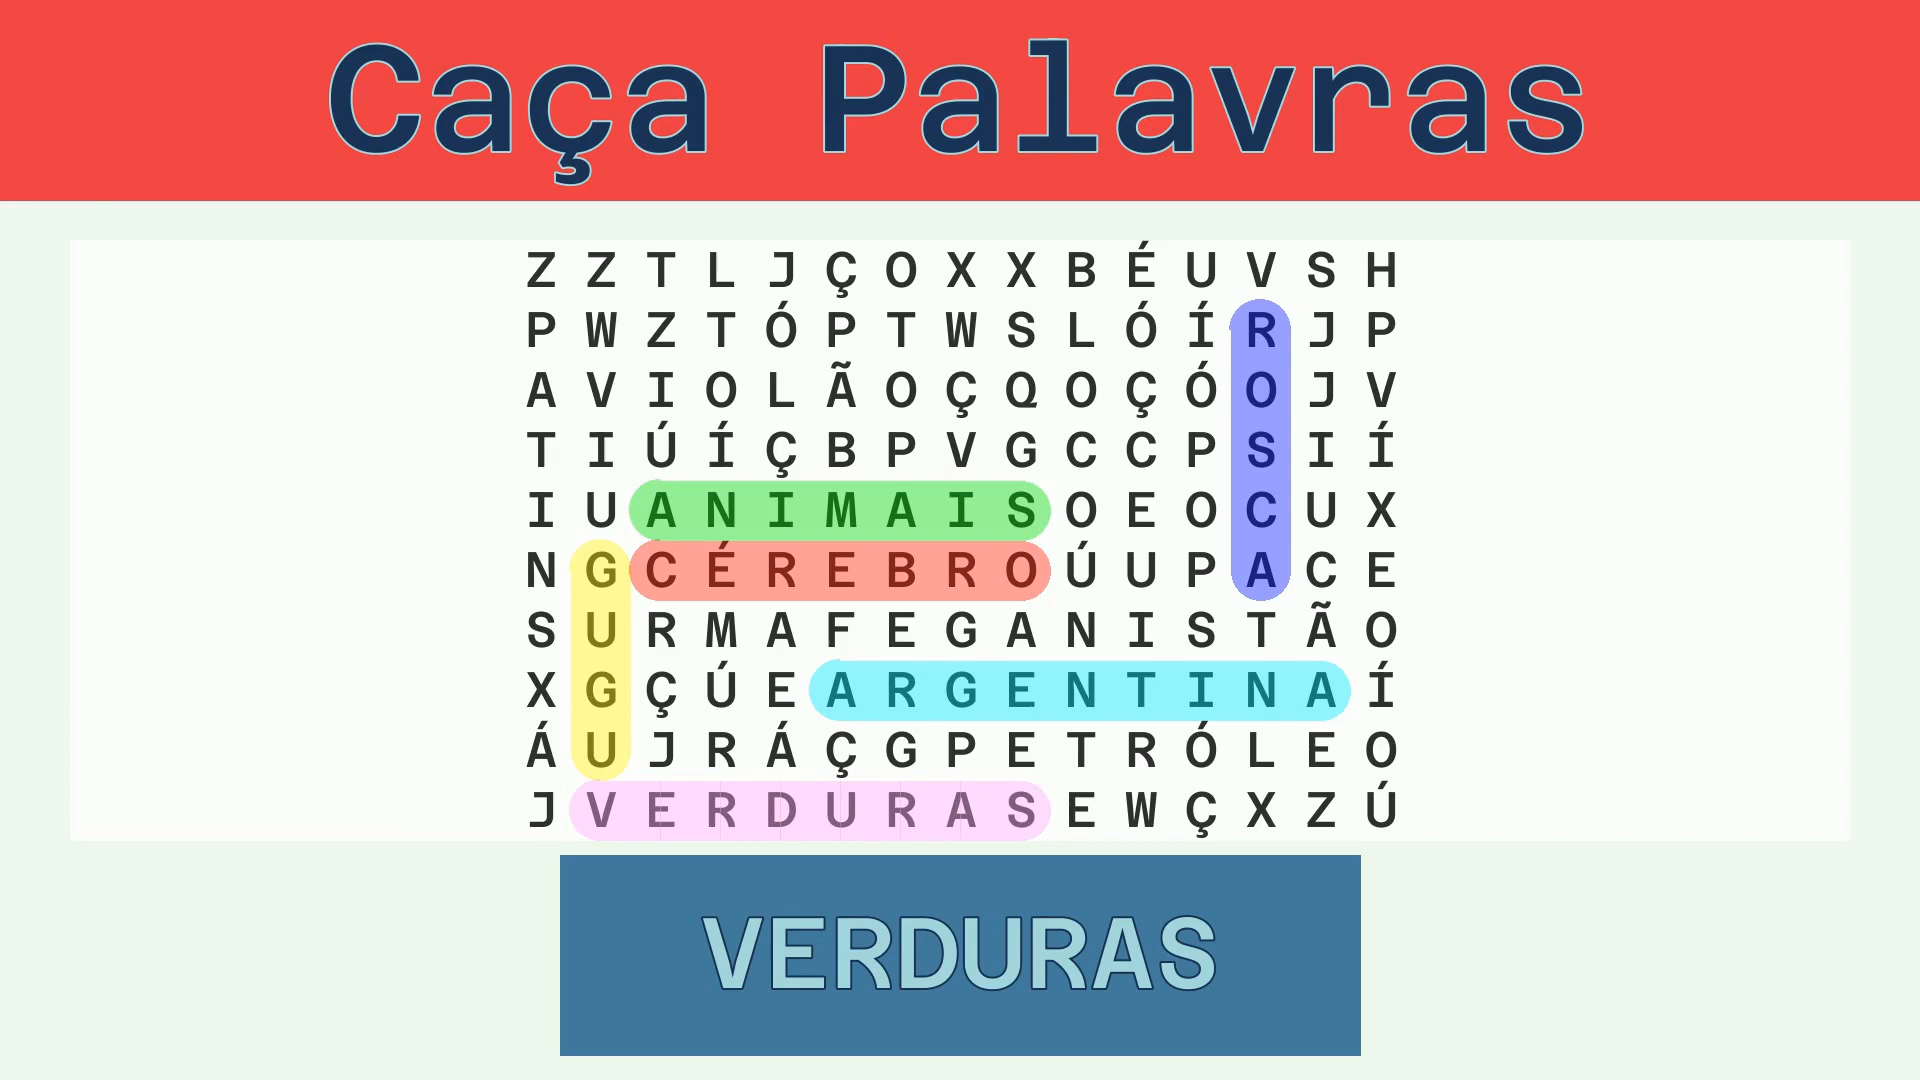 Caça Palavras
Z Z T L J Ç O X X B É U V S H
P W Z T Ó P T W S L Ó Í R J P
A V I O L Ã O Ç Q O Ç Ó O J V
T I Ú Í Ç B P V G C C P S I Í
I U A N I M A I S O E O C U X
N G C É R E B R O Ú U P A C E
S U R M A F E G A N I S T Ã O
X G Ç Ú E A R G E N T I N A Í
Á U J R Á Ç G P E T R Ó L E O
J V E R D U R A S E W Ç X Z Ú
VERDURAS